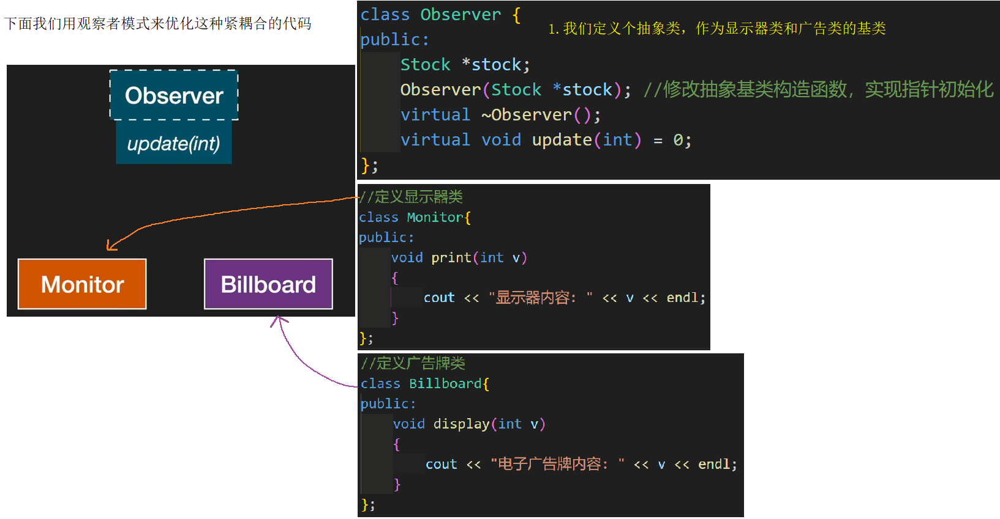 下面我们用观察者模式来优化这种紧耦合的代码
Observer
update(int)
Monitor
Billboard
class Observer {
1.我们定义个抽象类，作为显示器类和广告类的基类
public:
Stock *stock;
Observer(Stock *stock); //修改抽象基类构造函数，实现指针初始化
virtual ~Observer();
virtual void update(int) = 0;
};
//定义显示器类
class Monitor{
public:
void print(int v)
{
cout << "显示器内容: " << v << endl;
}
};
//定义广告牌类
class Billboard{
public:
void display(int v)
{
cout << "电子广告牌内容: " << v << endl;
}
};